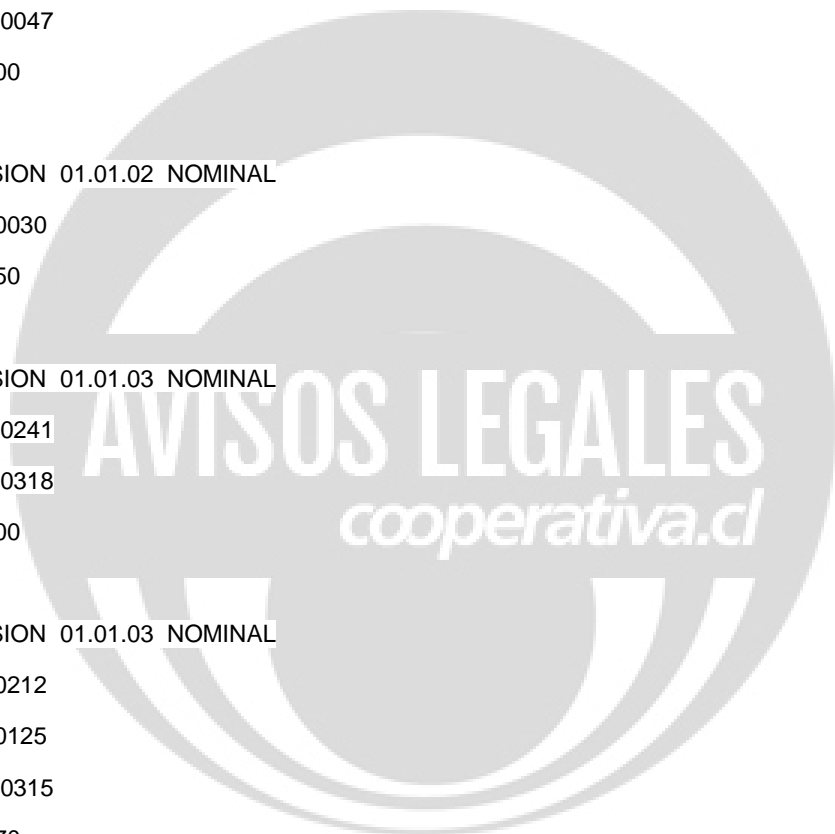 0047
00
SION 01.01.02 NOMINAL
0030
50
SION 01.01.03 NOMINAL
0241
0318
00
SION 01.01.03 NOMINAL
0212
0125
0315
AVISOS LEGALES
cooperativa.cl